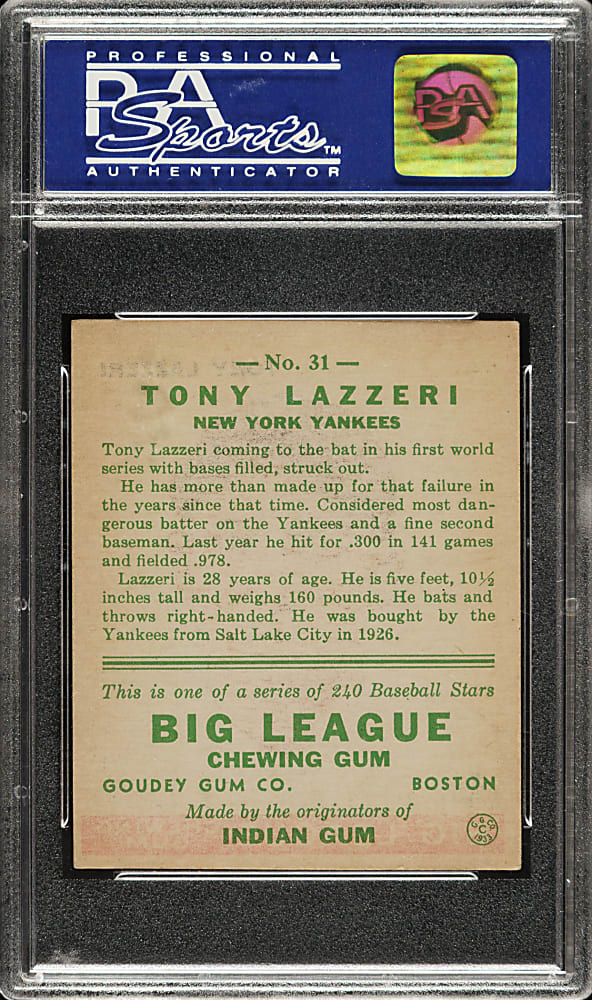 PROFESSIONAL
PSA
Sports™
AUTHENTICATOR
PSA
— No. 31 —
TONY LAZZERI
NEW YORK YANKEES
Tony Lazzeri coming to the bat in his first world
series with bases filled, struck out.
He has more than made up for that failure in
the years since that time. Considered most dan-
gerous batter on the Yankees and a fine second
baseman. Last year he hit for .300 in 141 games
and fielded .978.
Lazzeri is 28 years of age. He is five feet, 10½
inches tall and weighs 160 pounds. He bats and
throws right-handed. He was bought by the
Yankees from Salt Lake City in 1926.
This is one of a series of 240 Baseball Stars
BIG LEAGUE
CHEWING GUM
GOUDEY GUM CO. BOSTON
Made by the originators of
INDIAN GUM
G.G.CO.
C
1933